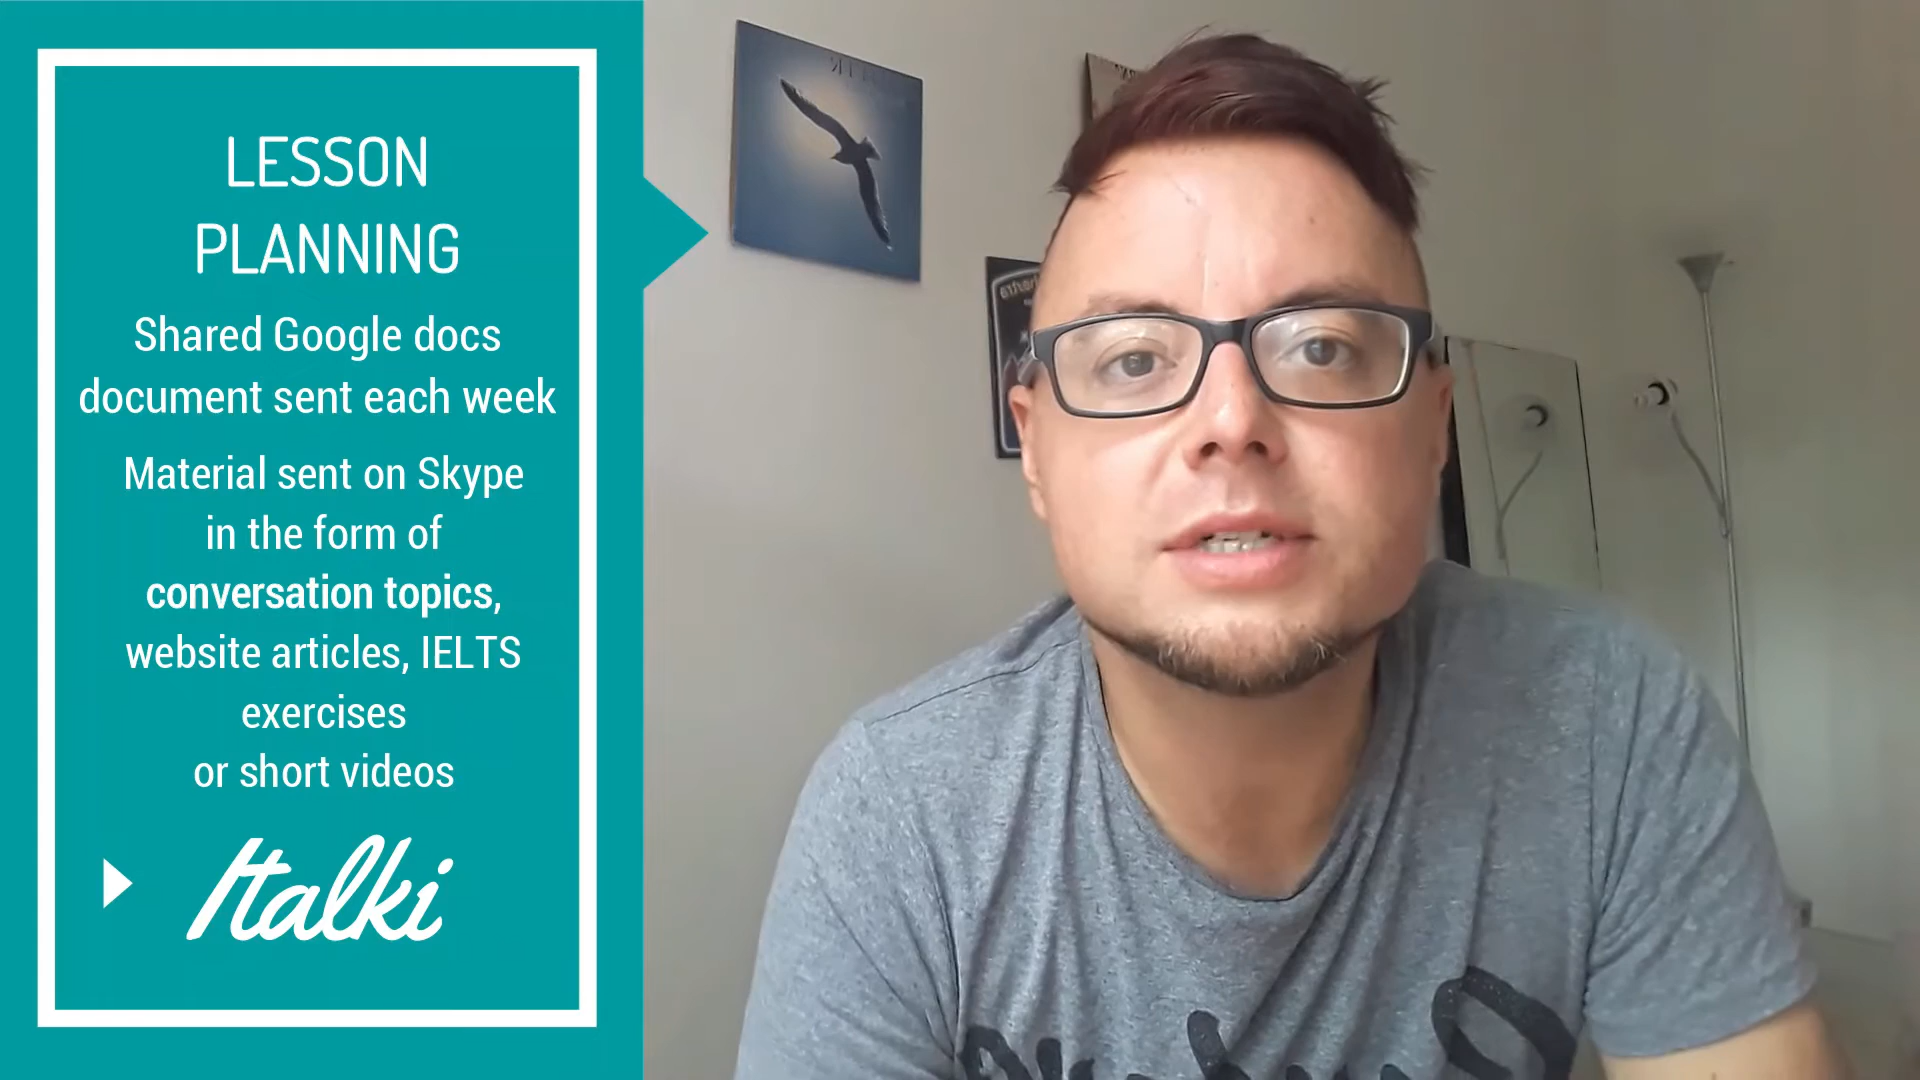 LESSON
PLANNING
Shared Google docs
document sent each week
Material sent on Skype
in the form of
conversation topics,
website articles, IELTS
exercises
or short videos
Italki